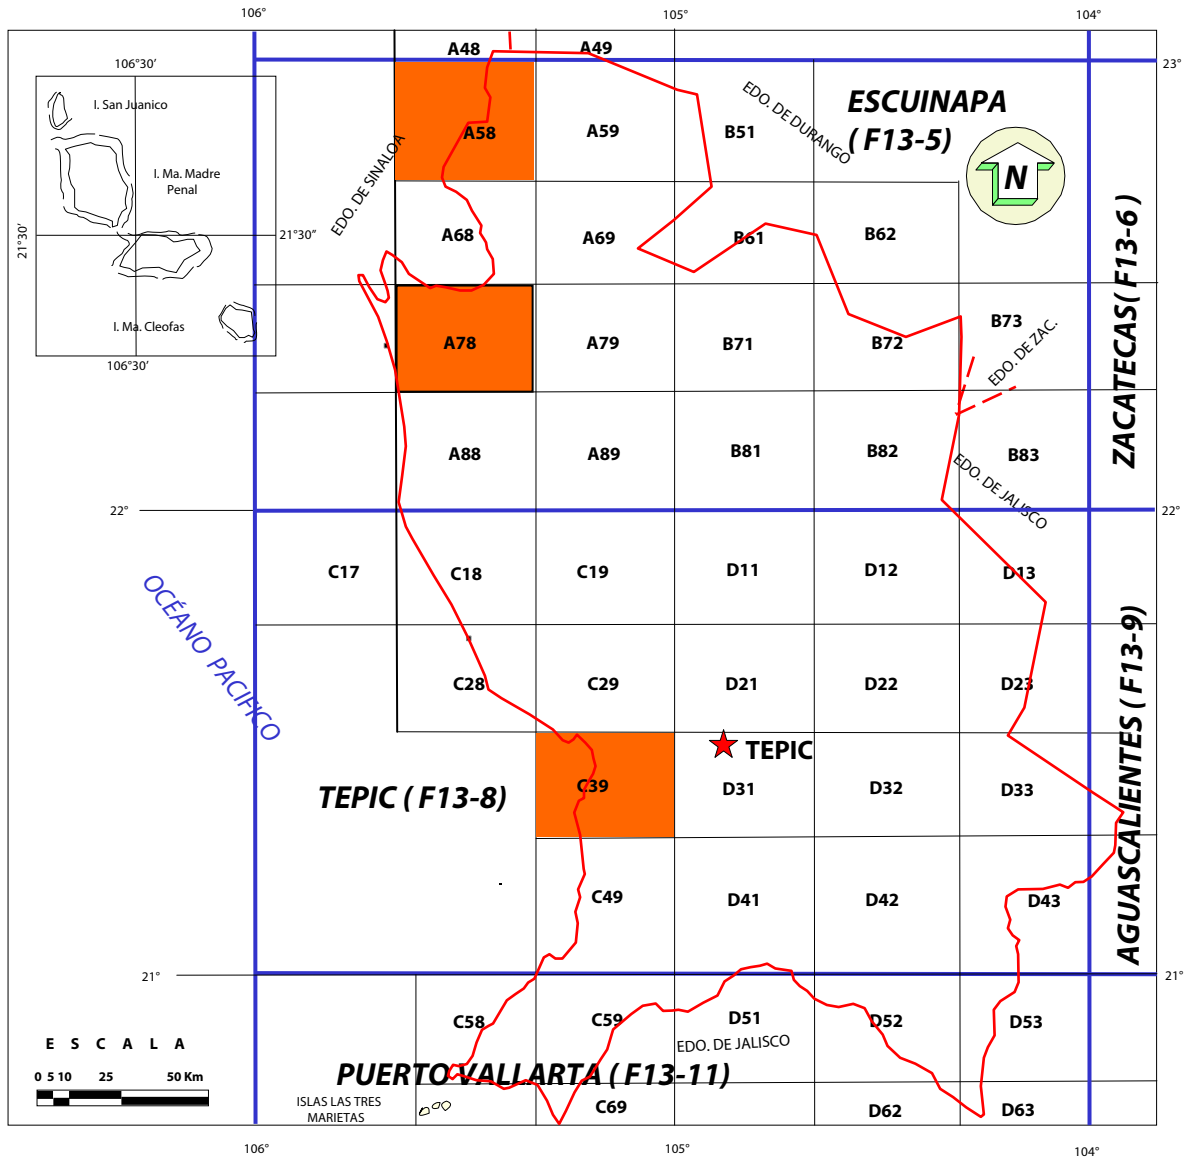 106°
105°
104°
A48
A49
106°30′
23°
I. San Juanico
EDO. DE DURANGO
ESCUINAPA
( F13-5)
A58
A59
B51
EDO. DE SINALOA
I. Ma. Madre
Penal
N
ZACATECAS( F13-6 )
21°30′
21°30″
A68
A69
B61
B62
I. Ma. Cleofas
106°30′
A78
A79
B71
B72
B73
EDO. DE ZAC.
A88
A89
B81
B82
B83
EDO. DE JALISCO
22°
22°
C17
C18
C19
D11
D12
D13
OCÉANO PACIFICO
C28
C29
D21
D22
D23
AGUASCALIENTES ( F13-9)
TEPIC
TEPIC ( F13-8)
C39
D31
D32
D33
C49
D41
D42
D43
21°
21°
C58
C59
D51
D52
D53
EDO. DE JALISCO
E S C A L A
PUERTO VALLARTA ( F13-11)
0 5 10 25 50 Km
ISLAS LAS TRES
MARIETAS
C69
D62
D63
106°
105°
104°